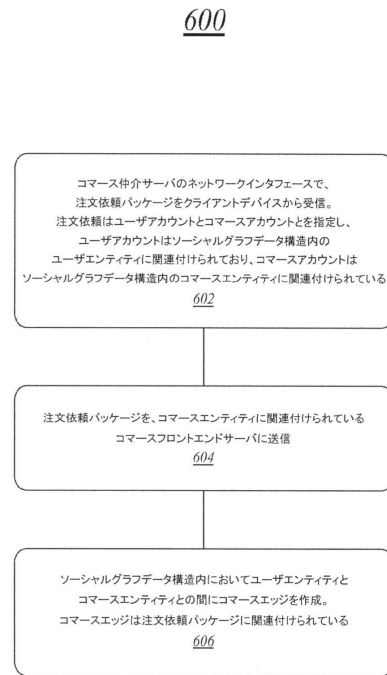 600
コマース仲介サーバのネットワークインタフェースで、
注文依頼パッケージをクライアントデバイスから受信。
注文依頼はユーザアカウントとコマースアカウントとを指定し、
ユーザアカウントはソーシャルグラフデータ構造内の
ユーザエンティティに関連付けられており、コマースアカウントは
ソーシャルグラフデータ構造内のコマースエンティティに関連付けられている
602
注文依頼パッケージを、コマースエンティティに関連付けられている
コマースフロントエンドサーバに送信
604
ソーシャルグラフデータ構造内においてユーザエンティティと
コマースエンティティとの間にコマースエッジを作成。
コマースエッジは注文依頼パッケージに関連付けられている
606